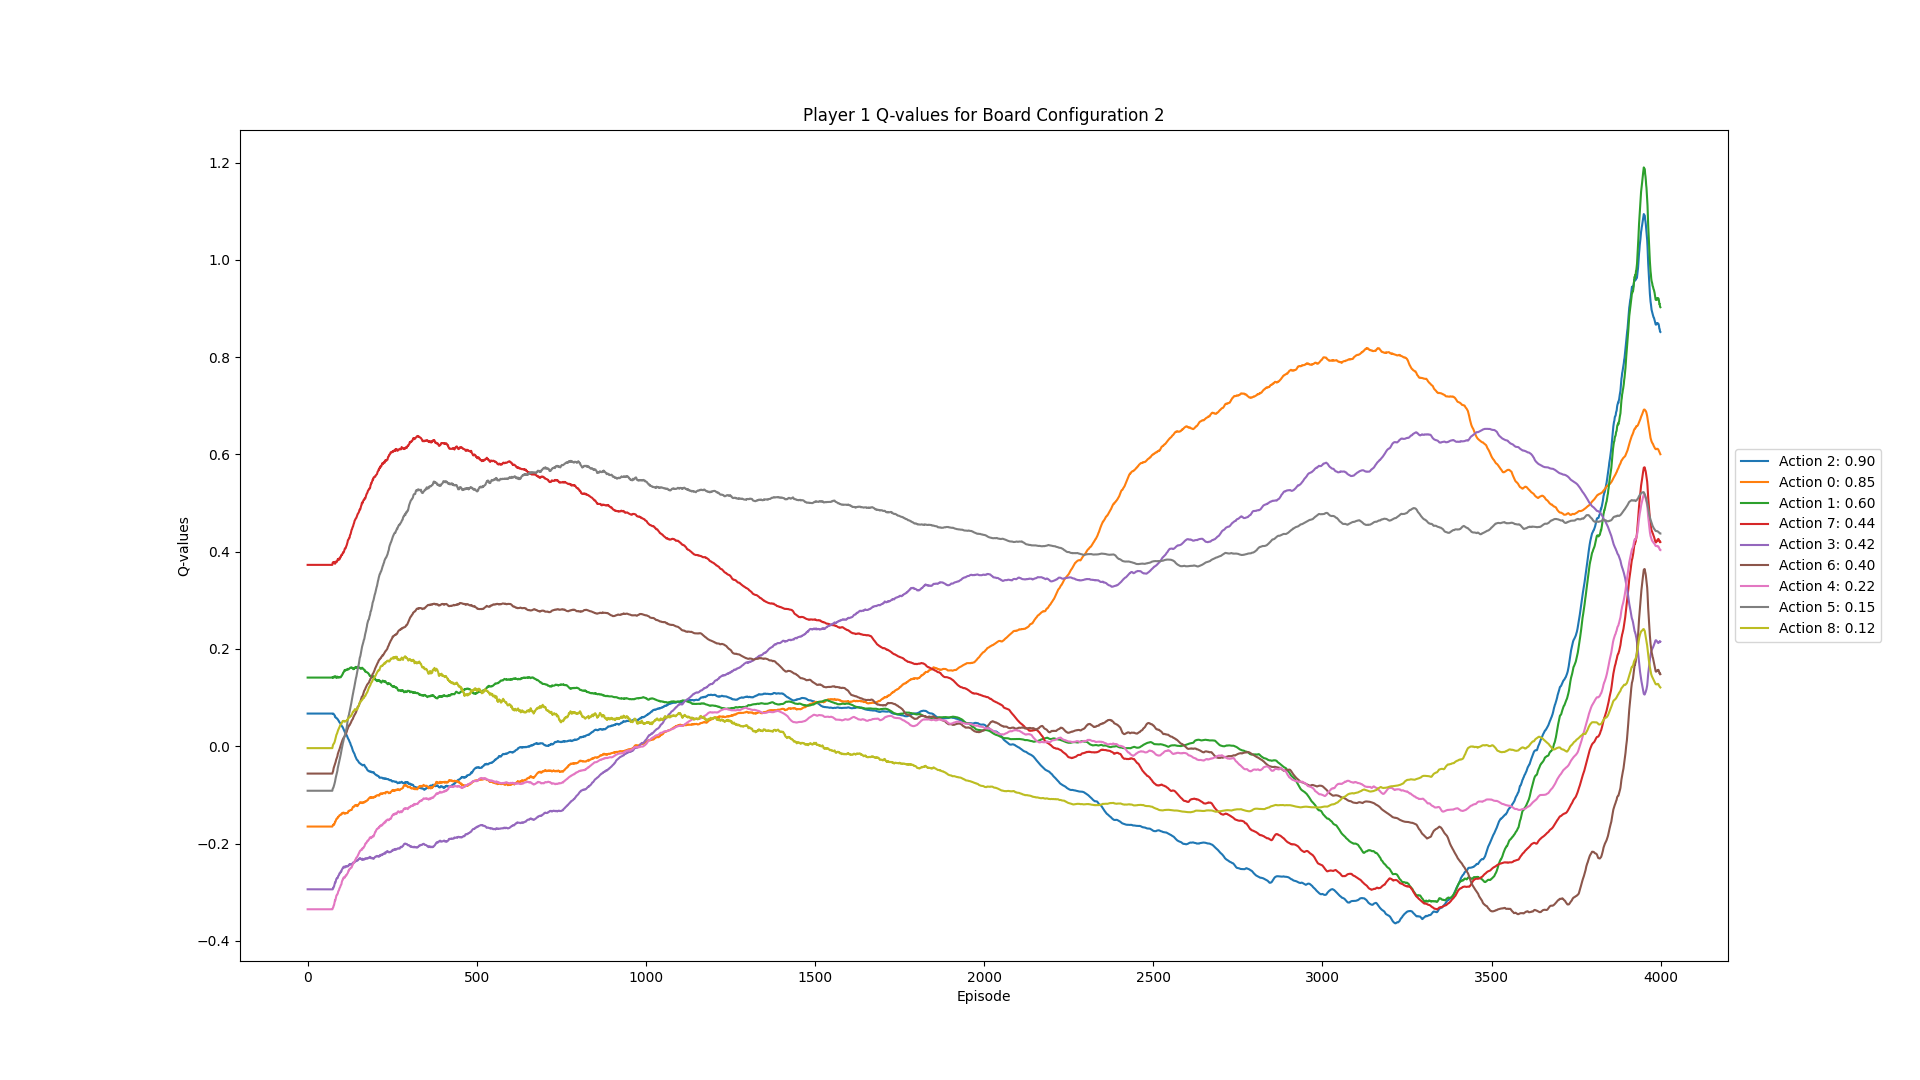 Player 1 Q-values for Board Configuration 2
Q-values
1.2
1.0
0.8
0.6
0.4
0.2
0.0
−0.2
−0.4
0
500
1000
1500
2000
2500
3000
3500
4000
Episode
Action 2: 0.90
Action 0: 0.85
Action 1: 0.60
Action 7: 0.44
Action 3: 0.42
Action 6: 0.40
Action 4: 0.22
Action 5: 0.15
Action 8: 0.12